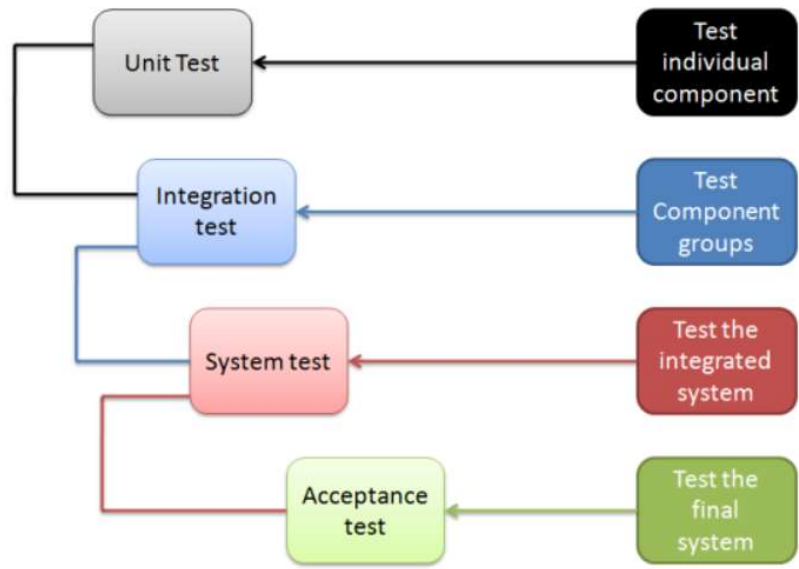 Unit Test
Test
individual
component
Integration
test
Test
Component
groups
System test
Test the
integrated
system
Acceptance
test
Test the
final
system